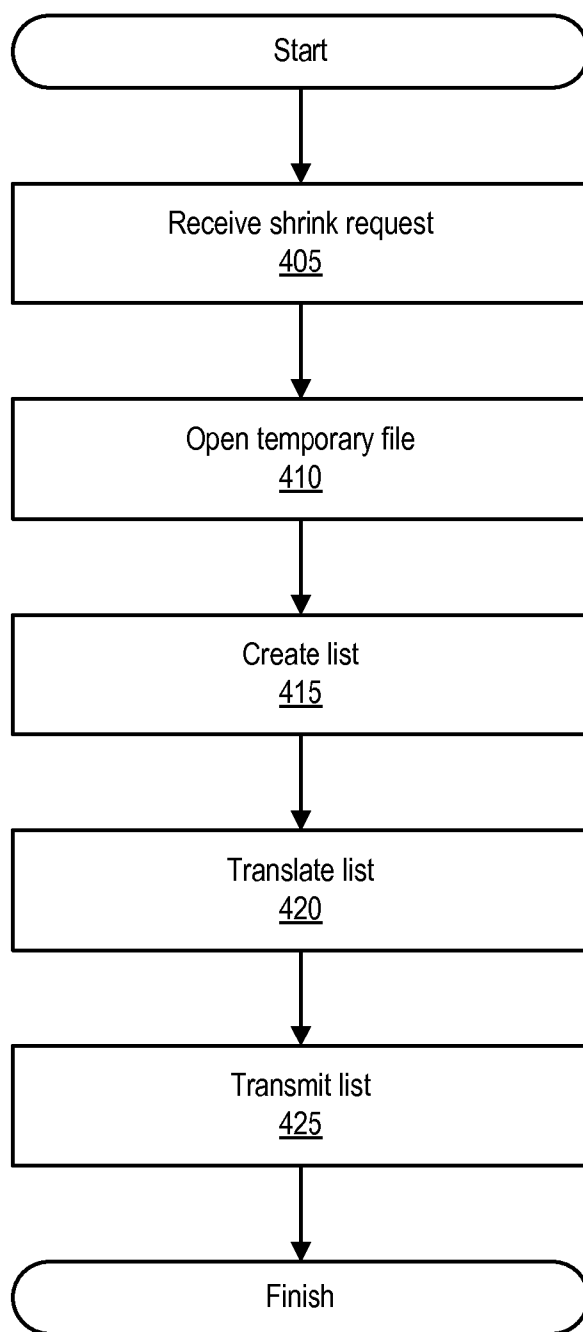 Start
Receive shrink request
405
Open temporary file
410
Create list
415
Translate list
420
Transmit list
425
Finish